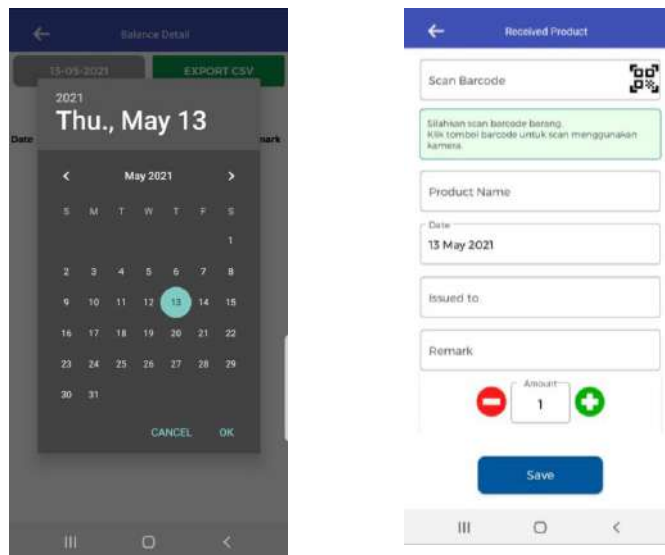 Balance Detail
13-05-2021
EXPORT CSV
Date
mark
2021
Thu., May 13
May 2021
S M T W T F S
1
2 3 4 5 6 7 8
9 10 11 12 13 14 15
16 17 18 19 20 21 22
23 24 25 26 27 28 29
30 31
CANCEL OK
Received Product
Scan Barcode
Silahkan scan barcode barang.
Klik tombol barcode untuk scan menggunakan
kamera.
Product Name
Date
13 May 2021
Issued to
Remark
Amount
1
Save